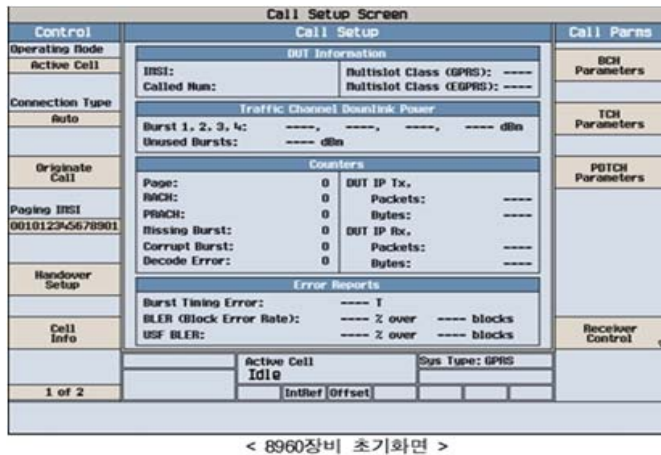 Call Setup Screen
Control
Call Setup
Call Parms
Operating Mode
Active Cell
Connection Type
Auto
Originate
Call
Paging IMSI
001012345678901
Handover
Setup
Cell
Info
1 of 2
DUT Information
IMSI:
Called Num:
Multislot Class (GPRS): ----
Multislot Class (EGPRS): ----
Traffic Channel Downlink Power
Burst 1, 2, 3, 4: ----, ----, ----, ---- dBm
Unused Bursts: ---- dBm
Counters
Page: 0
RACH: 0
PRACH: 0
Missing Burst: 0
Corrupt Burst: 0
Decode Error: 0
DUT IP Tx.
Packets: ----
Bytes: ----
DUT IP Rx.
Packets: ----
Bytes: ----
Error Reports
Burst Timing Error: ---- T
BLER (Block Error Rate): ---- % over ---- blocks
USF BLER: ---- % over ---- blocks
Active Cell
Idle
Sys Type: GPRS
IntRef Offset
BCH
Parameters
TCH
Parameters
PDTCH
Parameters
Receiver
Control
< 8960장비 초기화면 >